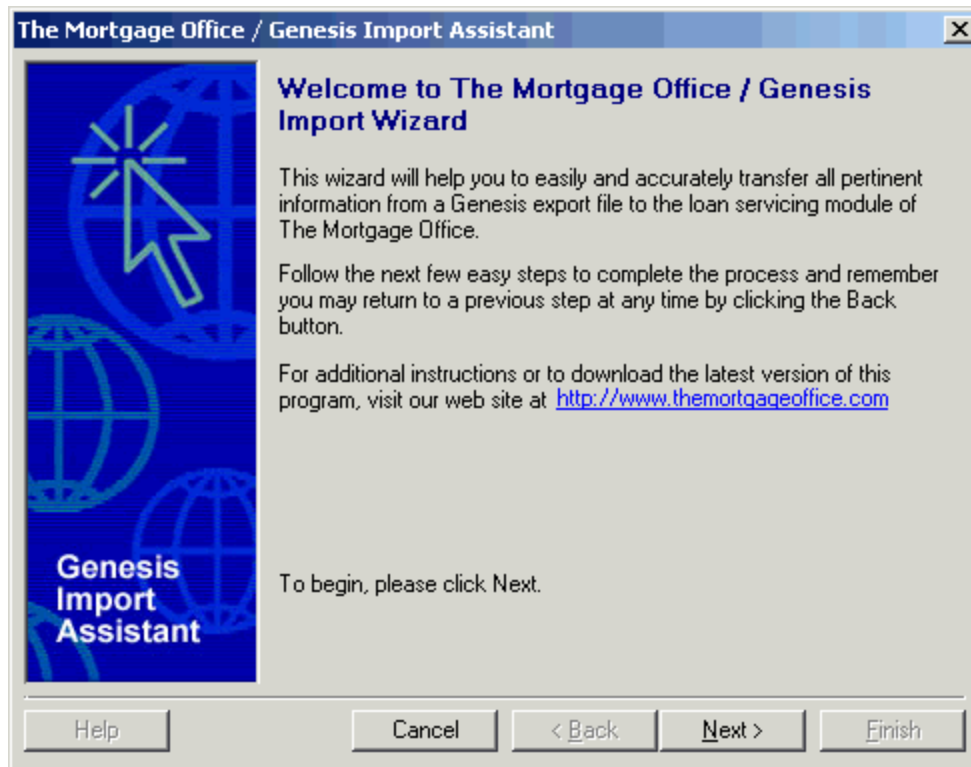 The Mortgage Office / Genesis Import Assistant
Welcome to The Mortgage Office / Genesis
Import Wizard
This wizard will help you to easily and accurately transfer all pertinent
information from a Genesis export file to the loan servicing module of
The Mortgage Office.
Follow the next few easy steps to complete the process and remember
you may return to a previous step at any time by clicking the Back
button.
For additional instructions or to download the latest version of this
program, visit our web site at http://www.themortgageoffice.com
Genesis
Import
Assistant
To begin, please click Next.
Help
Cancel
< Back
Next >
Finish